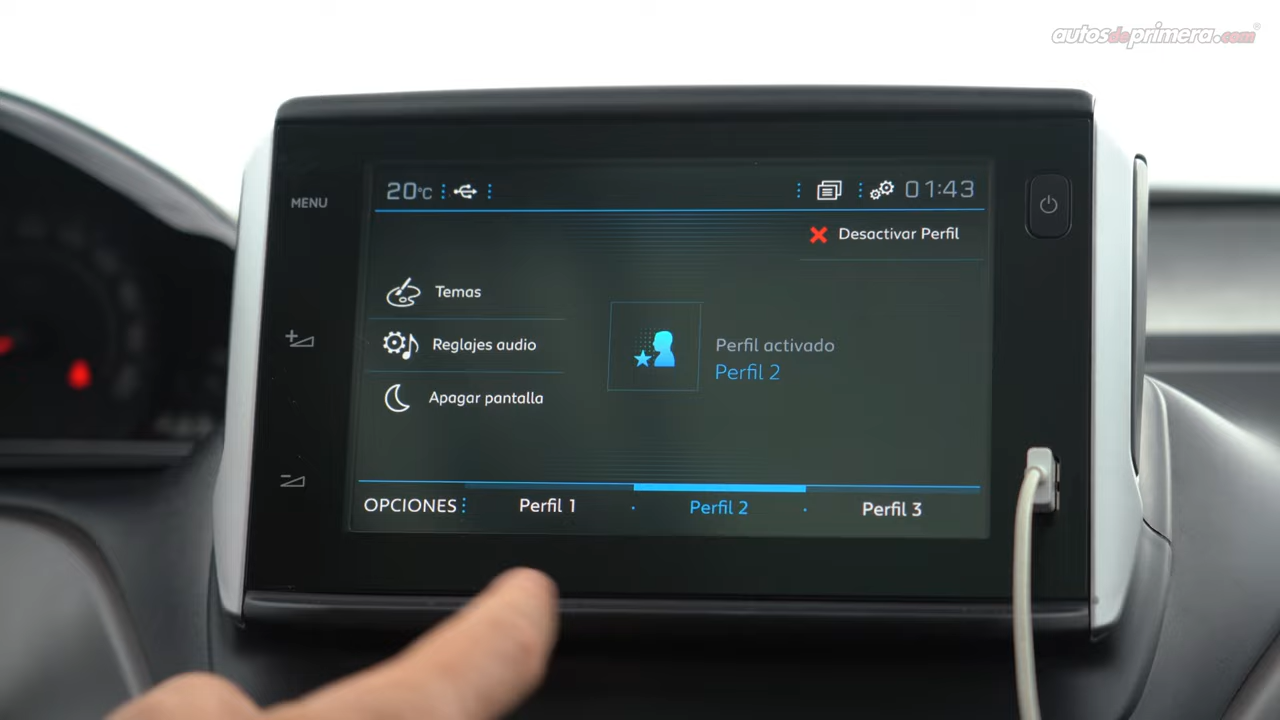 autosdeprimera.com
MENU
20°C
01:43
Desactivar Perfil
Temas
Reglajes audio
Apagar pantalla
Perfil activado
Perfil 2
OPCIONES
Perfil 1
Perfil 2
Perfil 3